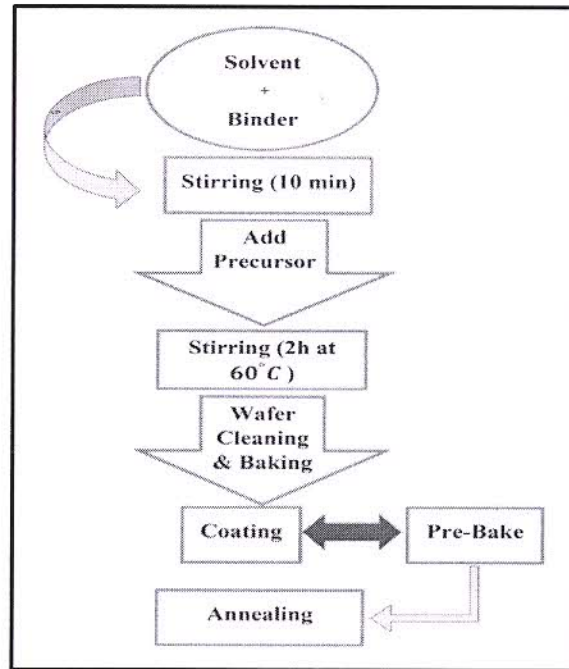 Solvent
+
Binder
Stirring (10 min)
Add
Precursor
Stirring (2h at
60°C )
Wafer
Cleaning
& Baking
Coating
Pre-Bake
Annealing